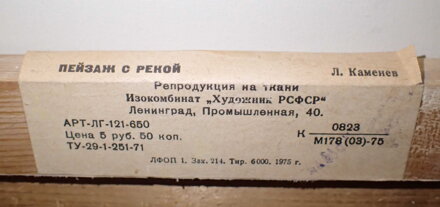 ПЕЙЗАЖ С РЕКОЙ Л. Каменев
Репродукция на ткани
Изокомбинат „Художник РСФСР“
Ленинград, Промышленная, 40.
АРТ-ЛГ-121-650
Цена 5 руб. 50 коп.
ТУ-29-1-251-71
К 0823
М178 (03)-75
ЛФОП 1. Зак. 214. Тир. 6000. 1975 г.